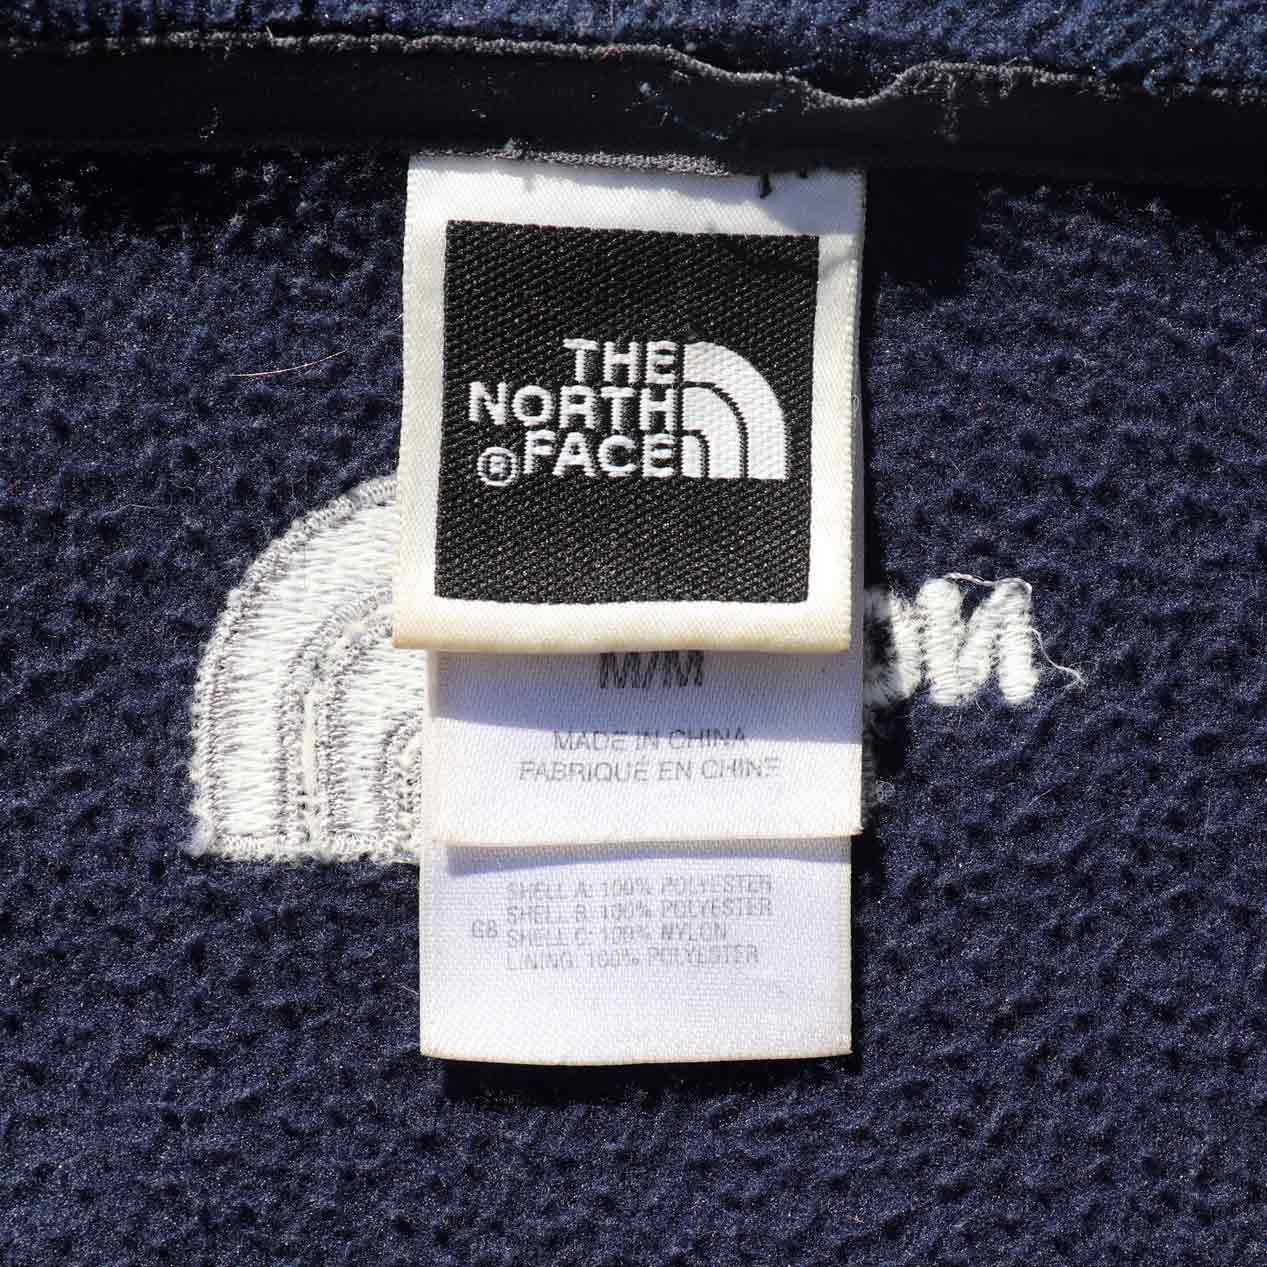 THE
NORTH
® FACE
M/M
MADE IN CHINA
FABRIQUÉ EN CHINE
SHELL A: 100% POLYESTER
SHELL B: 100% POLYESTER
GB SHELL C: 100% NYLON
LINING: 100% POLYESTER
®